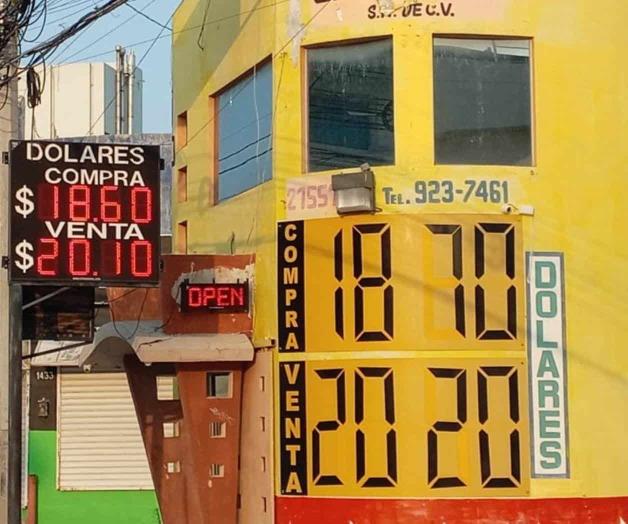 S.A. DE C.V.
DOLARES
COMPRA
$18.60
VENTA
$20.10
OPEN
TEL. 923-7461
COMPRA
18 70
VENTA
20 20
DOLARES
1433